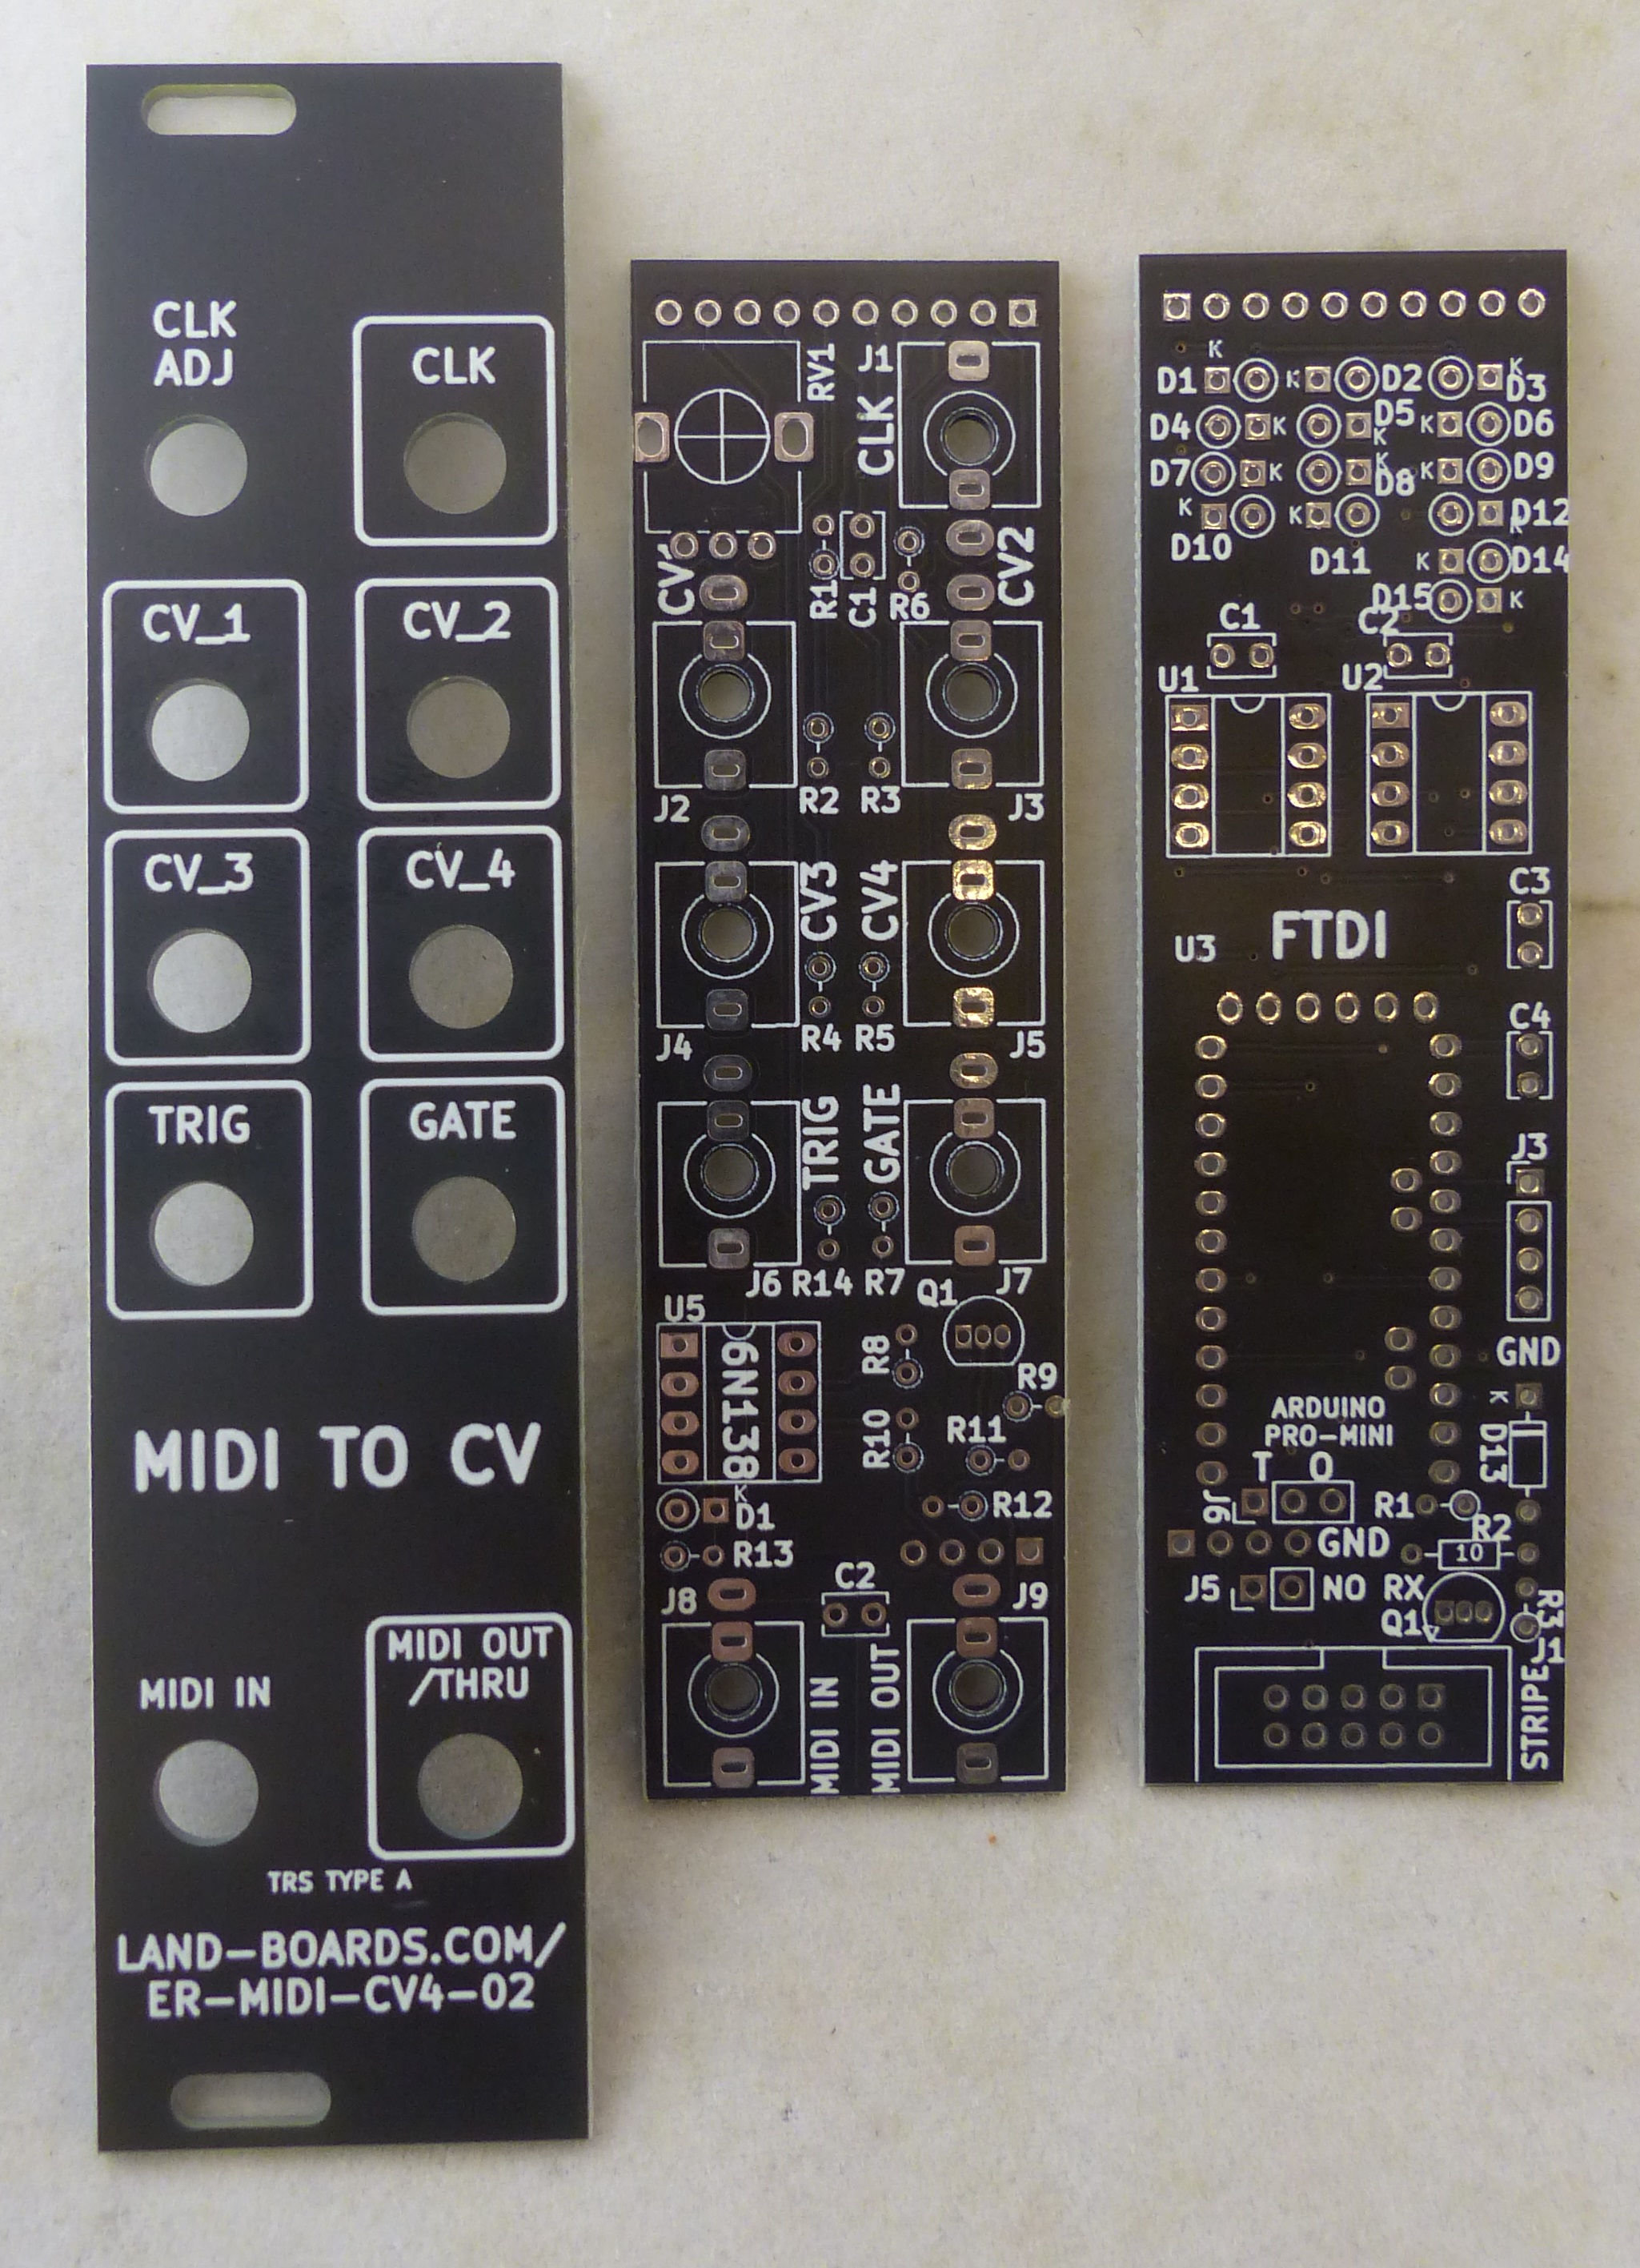 CLK
ADJ
CLK
CV_1
CV_2
CV_3
CV_4
TRIG
GATE
MIDI TO CV
MIDI IN
MIDI OUT
/THRU
TRS TYPE A
LAND-BOARDS.COM/
ER-MIDI-CV4-02
RV1
J1
CLK
CV2
R1
C1
R6
J2
R2
R3
J3
CV3
CV4
J4
R4
R5
J5
TRIG
GATE
J6
R14
R7
J7
U5
Q1
6N138
R8
R9
R10
R11
K
D1
R12
R13
C2
J8
J9
MIDI IN
MIDI OUT
K
D1
K
D2
K
D3
D4
K
D5
K
K
D6
D7
K
K
D8
K
D9
K
D10
K
D11
D12
K
K
D14
D15
K
C1
C2
U1
U2
C3
U3
FTDI
C4
J3
GND
K
D13
ARDUINO
PRO-MINI
T O
J6
R1
R2
10
GND
J5
NO RX
Q1
R3
J1
STRIPE